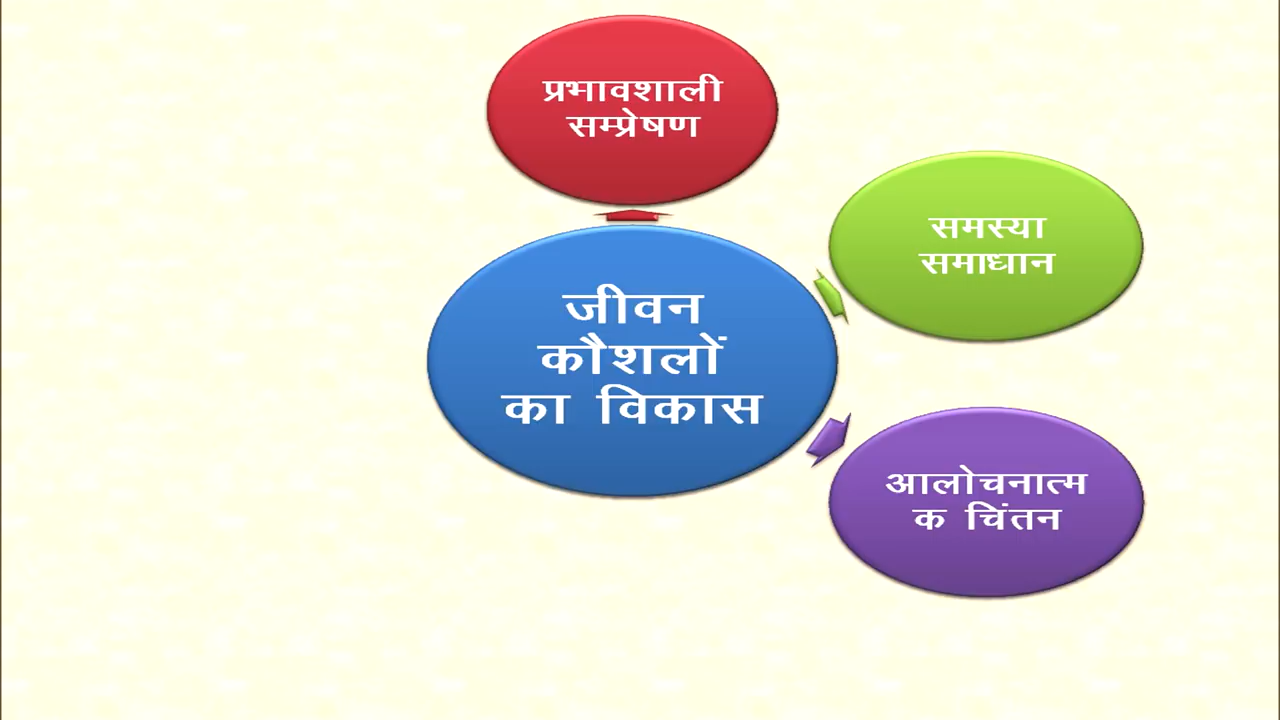 प्रभावशाली
सम्प्रेषण
समस्या
समाधान
जीवन
कौशलों
का विकास
आलोचनात्म
क चिंतन